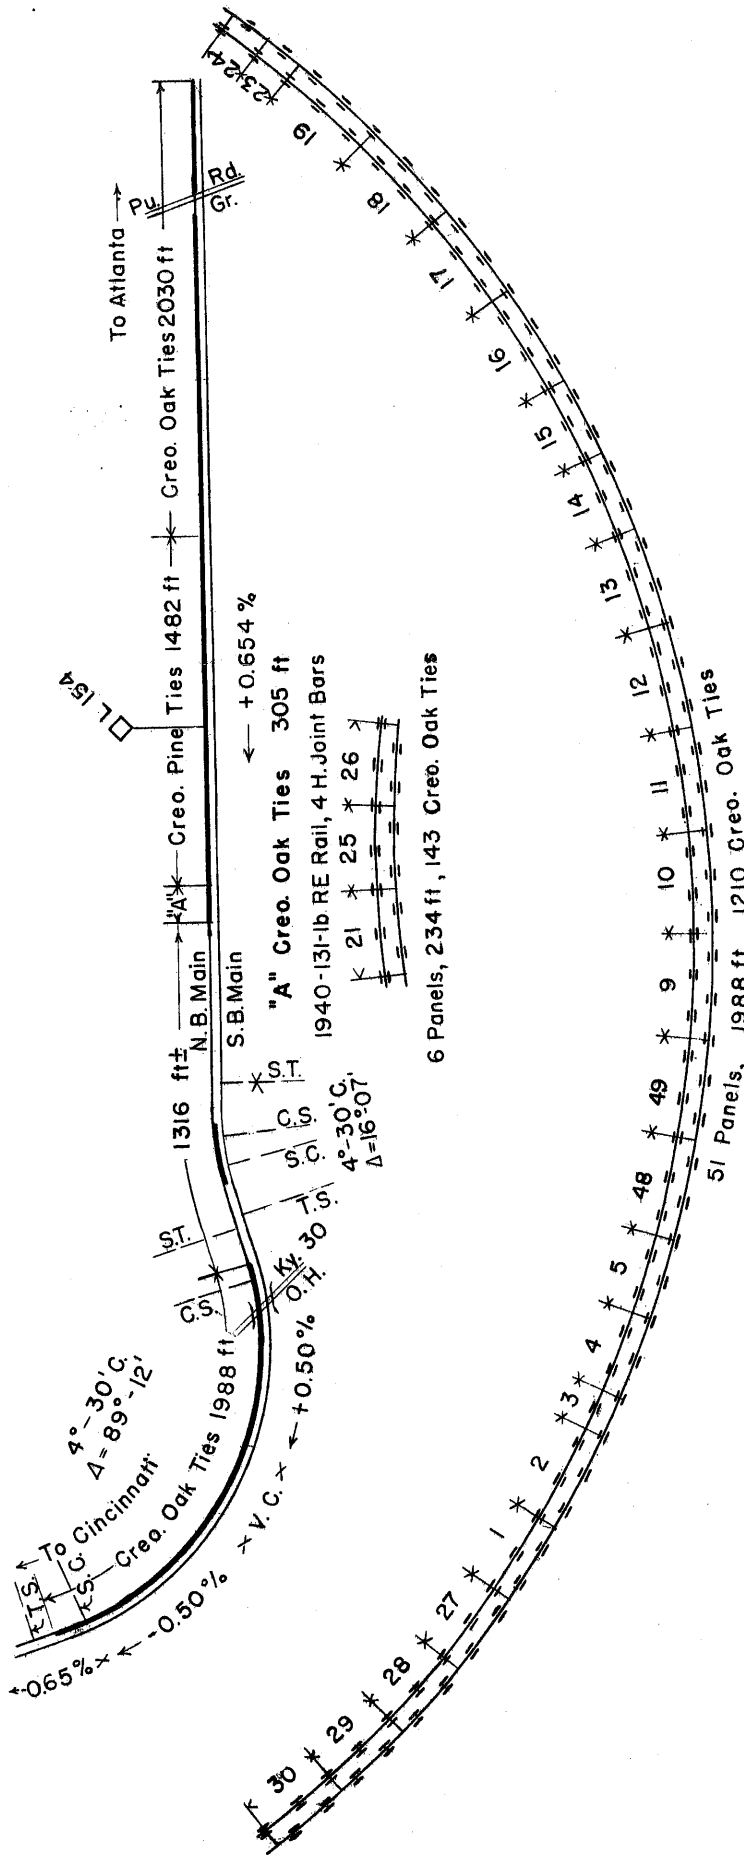 To Atlanta →
Pu. Rd.
Gr.
"A"
Creo. Pine Ties 1482 ft
Creo. Oak Ties 2030 ft
◇ L 154
1316 ft±
N.B. Main
S.B. Main
← +0.654 %
"A" Creo. Oak Ties 305 ft
1940-131-lb. RE Rail, 4 H. Joint Bars
21 25 26
6 Panels, 234 ft, 143 Creo. Oak Ties
S.T.
C.S.
S.C.
T.S.
4°-30' C.
Δ=16°-07'
S.T.
C.S.
Ky. 30
O.H.
4°-30' C.
Δ = 89°-12'
← To Cincinnati
T.S.
S.C.
Creo. Oak Ties 1988 ft
-0.65% × ← -0.50% × V. C. × ← +0.50%
30 29 28 27 1 2 3 4 5 48 49 9 10 11 12 13 14 15 16 17 18 19 23 24
51 Panels, 1988 ft 1210 Creo. Oak Ties